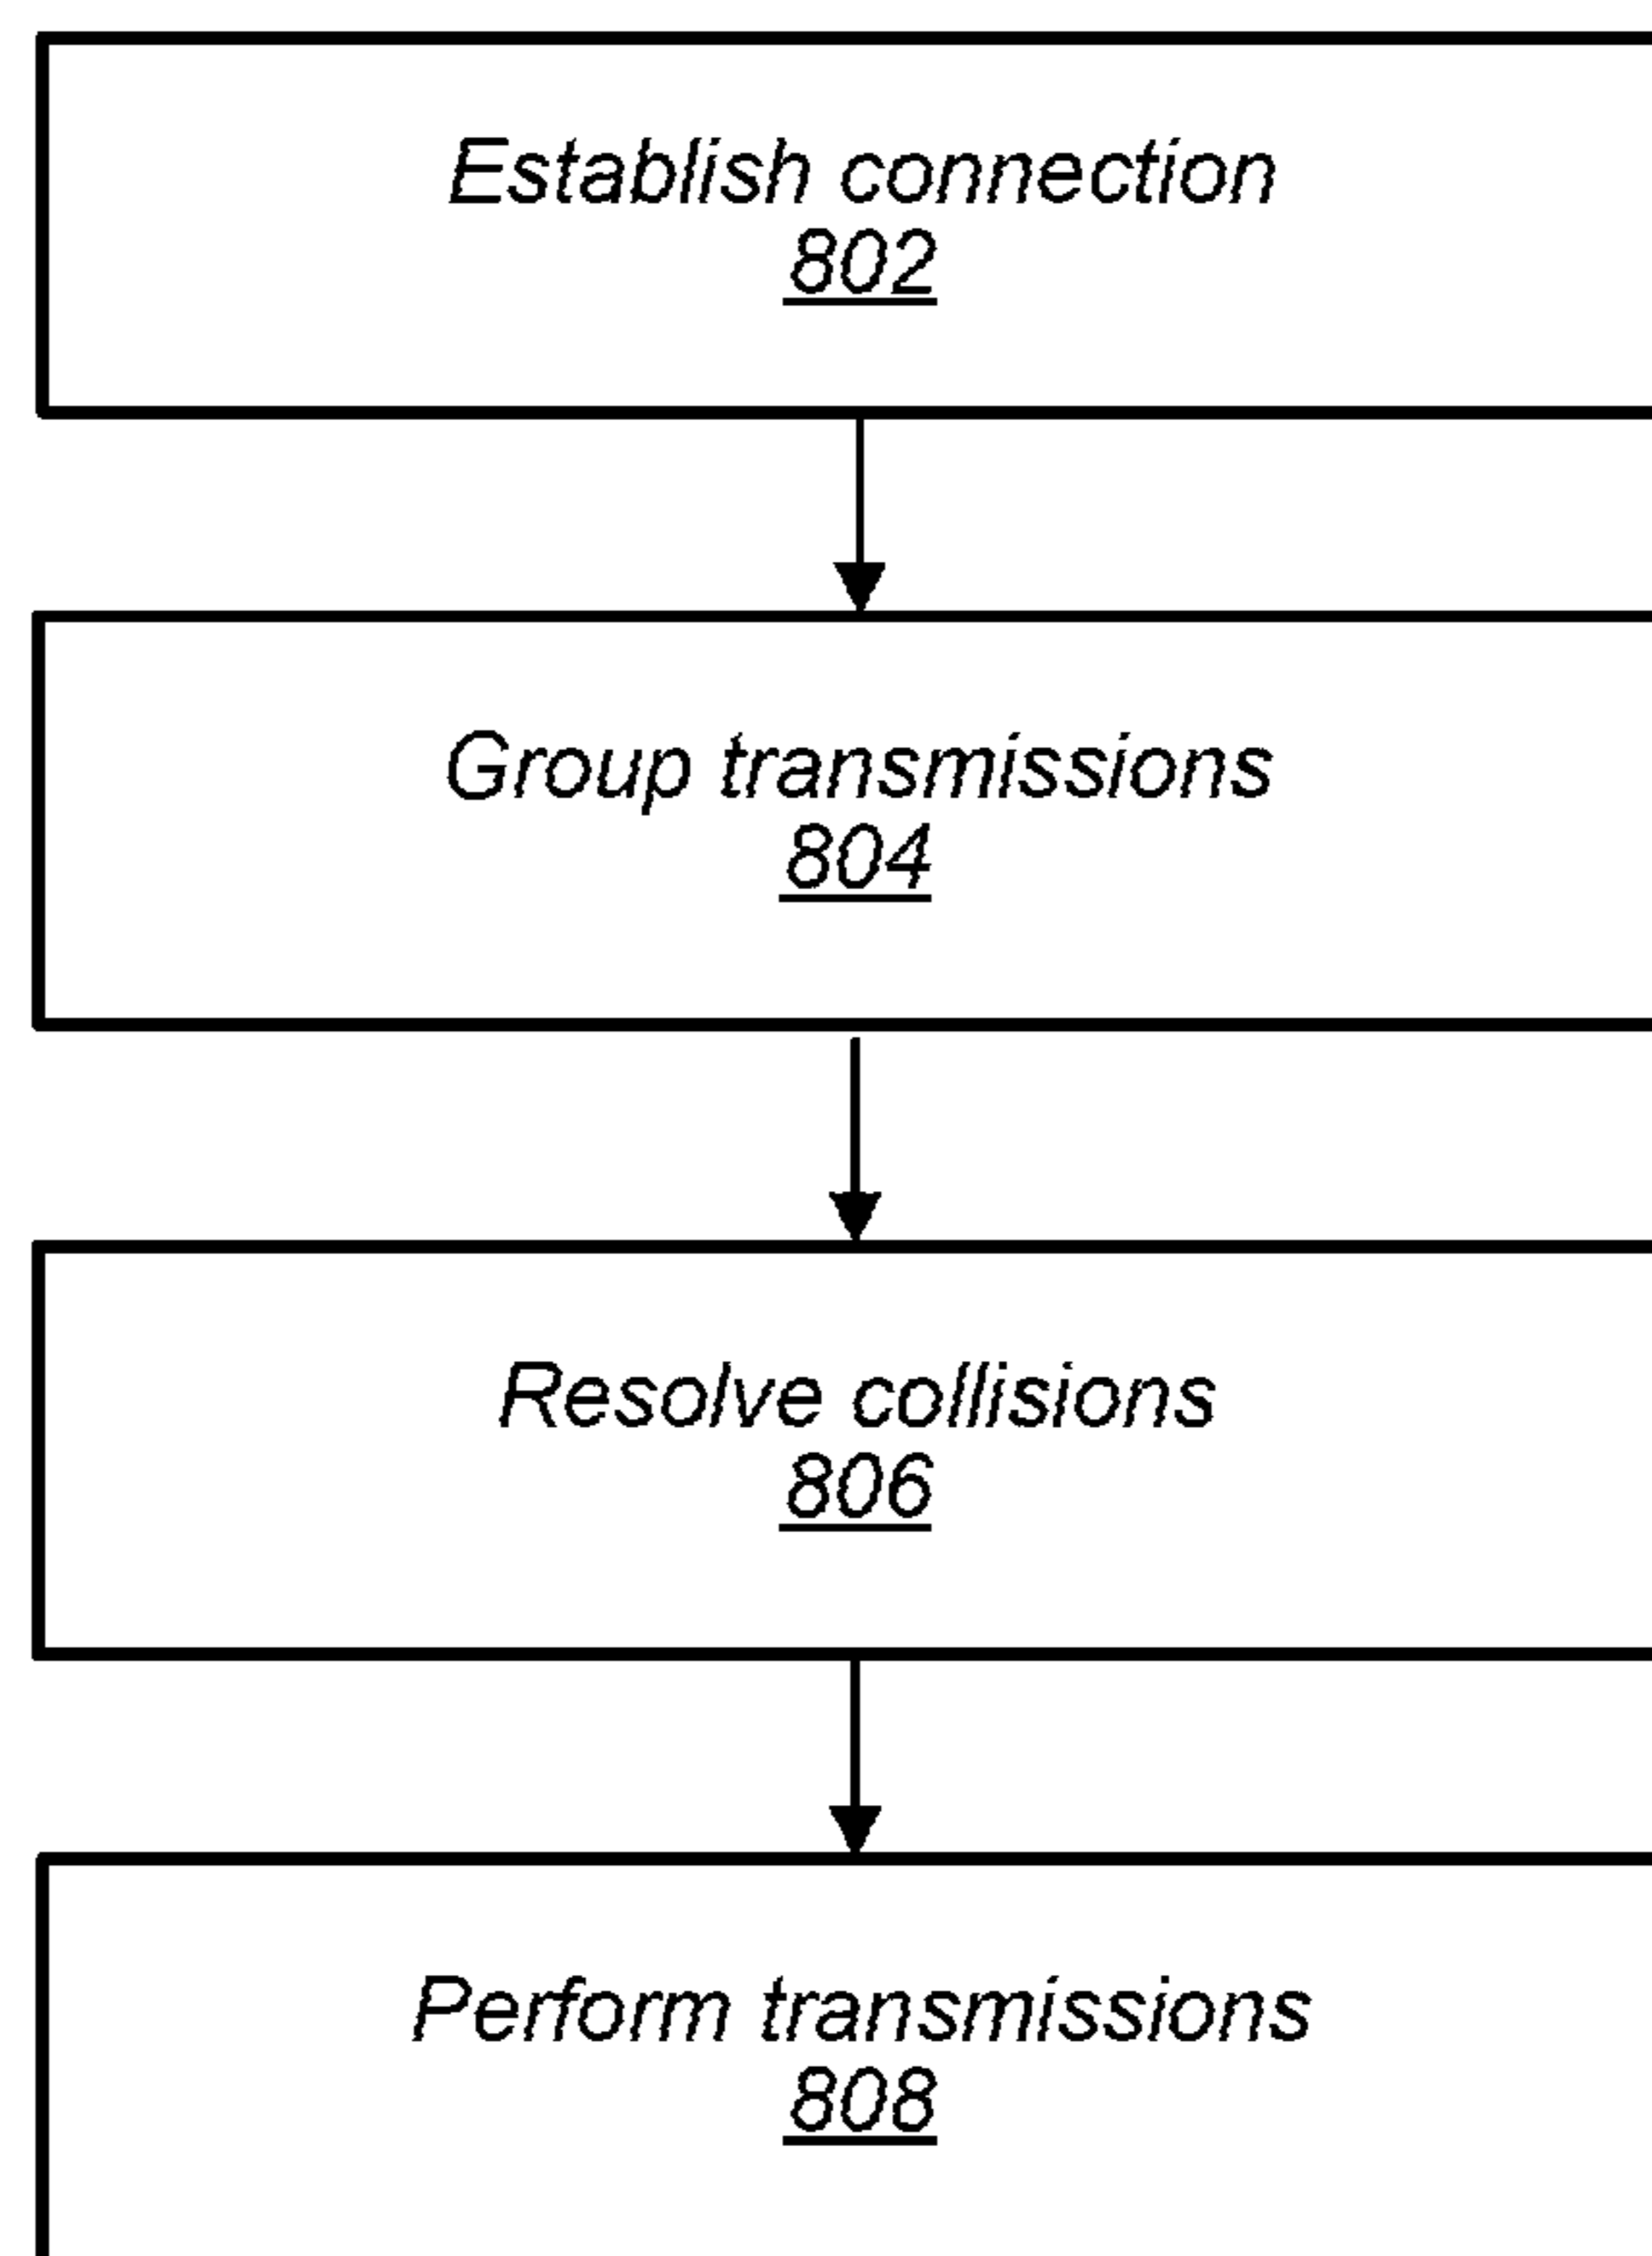 Establish connection
802
Group transmissions
804
Resolve collisions
806
Perform transmissions
808